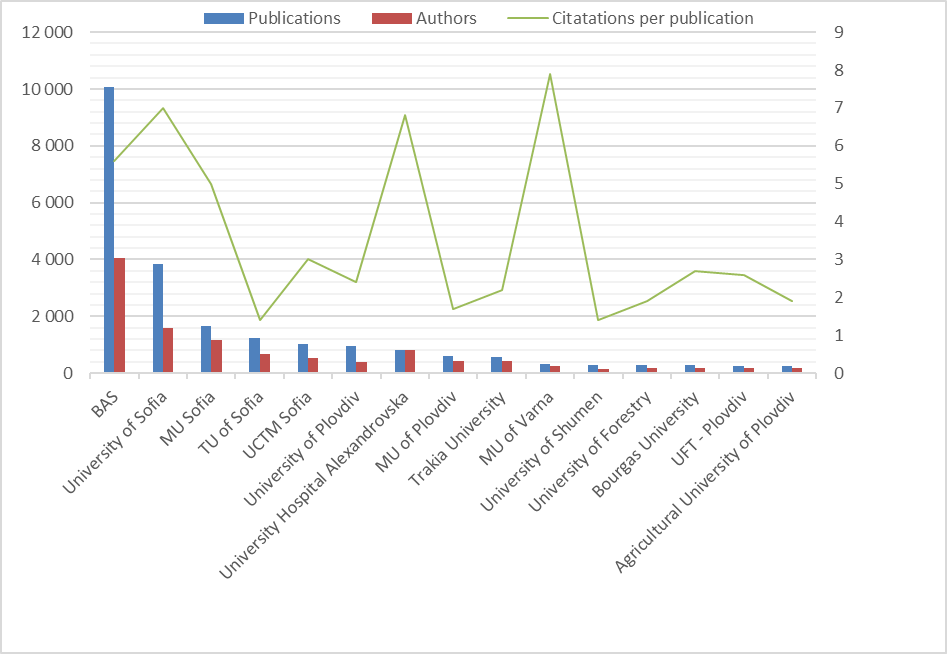 Publications Authors Citatations per publication
12 000
10 000
8 000
6 000
4 000
2 000
0
9
8
7
6
5
4
3
2
1
0
BAS
University of Sofia
MU Sofia
TU of Sofia
UCTM Sofia
University of Plovdiv
University Hospital Alexandrovska
MU of Plovdiv
Trakia University
MU of Varna
University of Shumen
University of Forestry
Bourgas University
UFT - Plovdiv
Agricultural University of Plovdiv